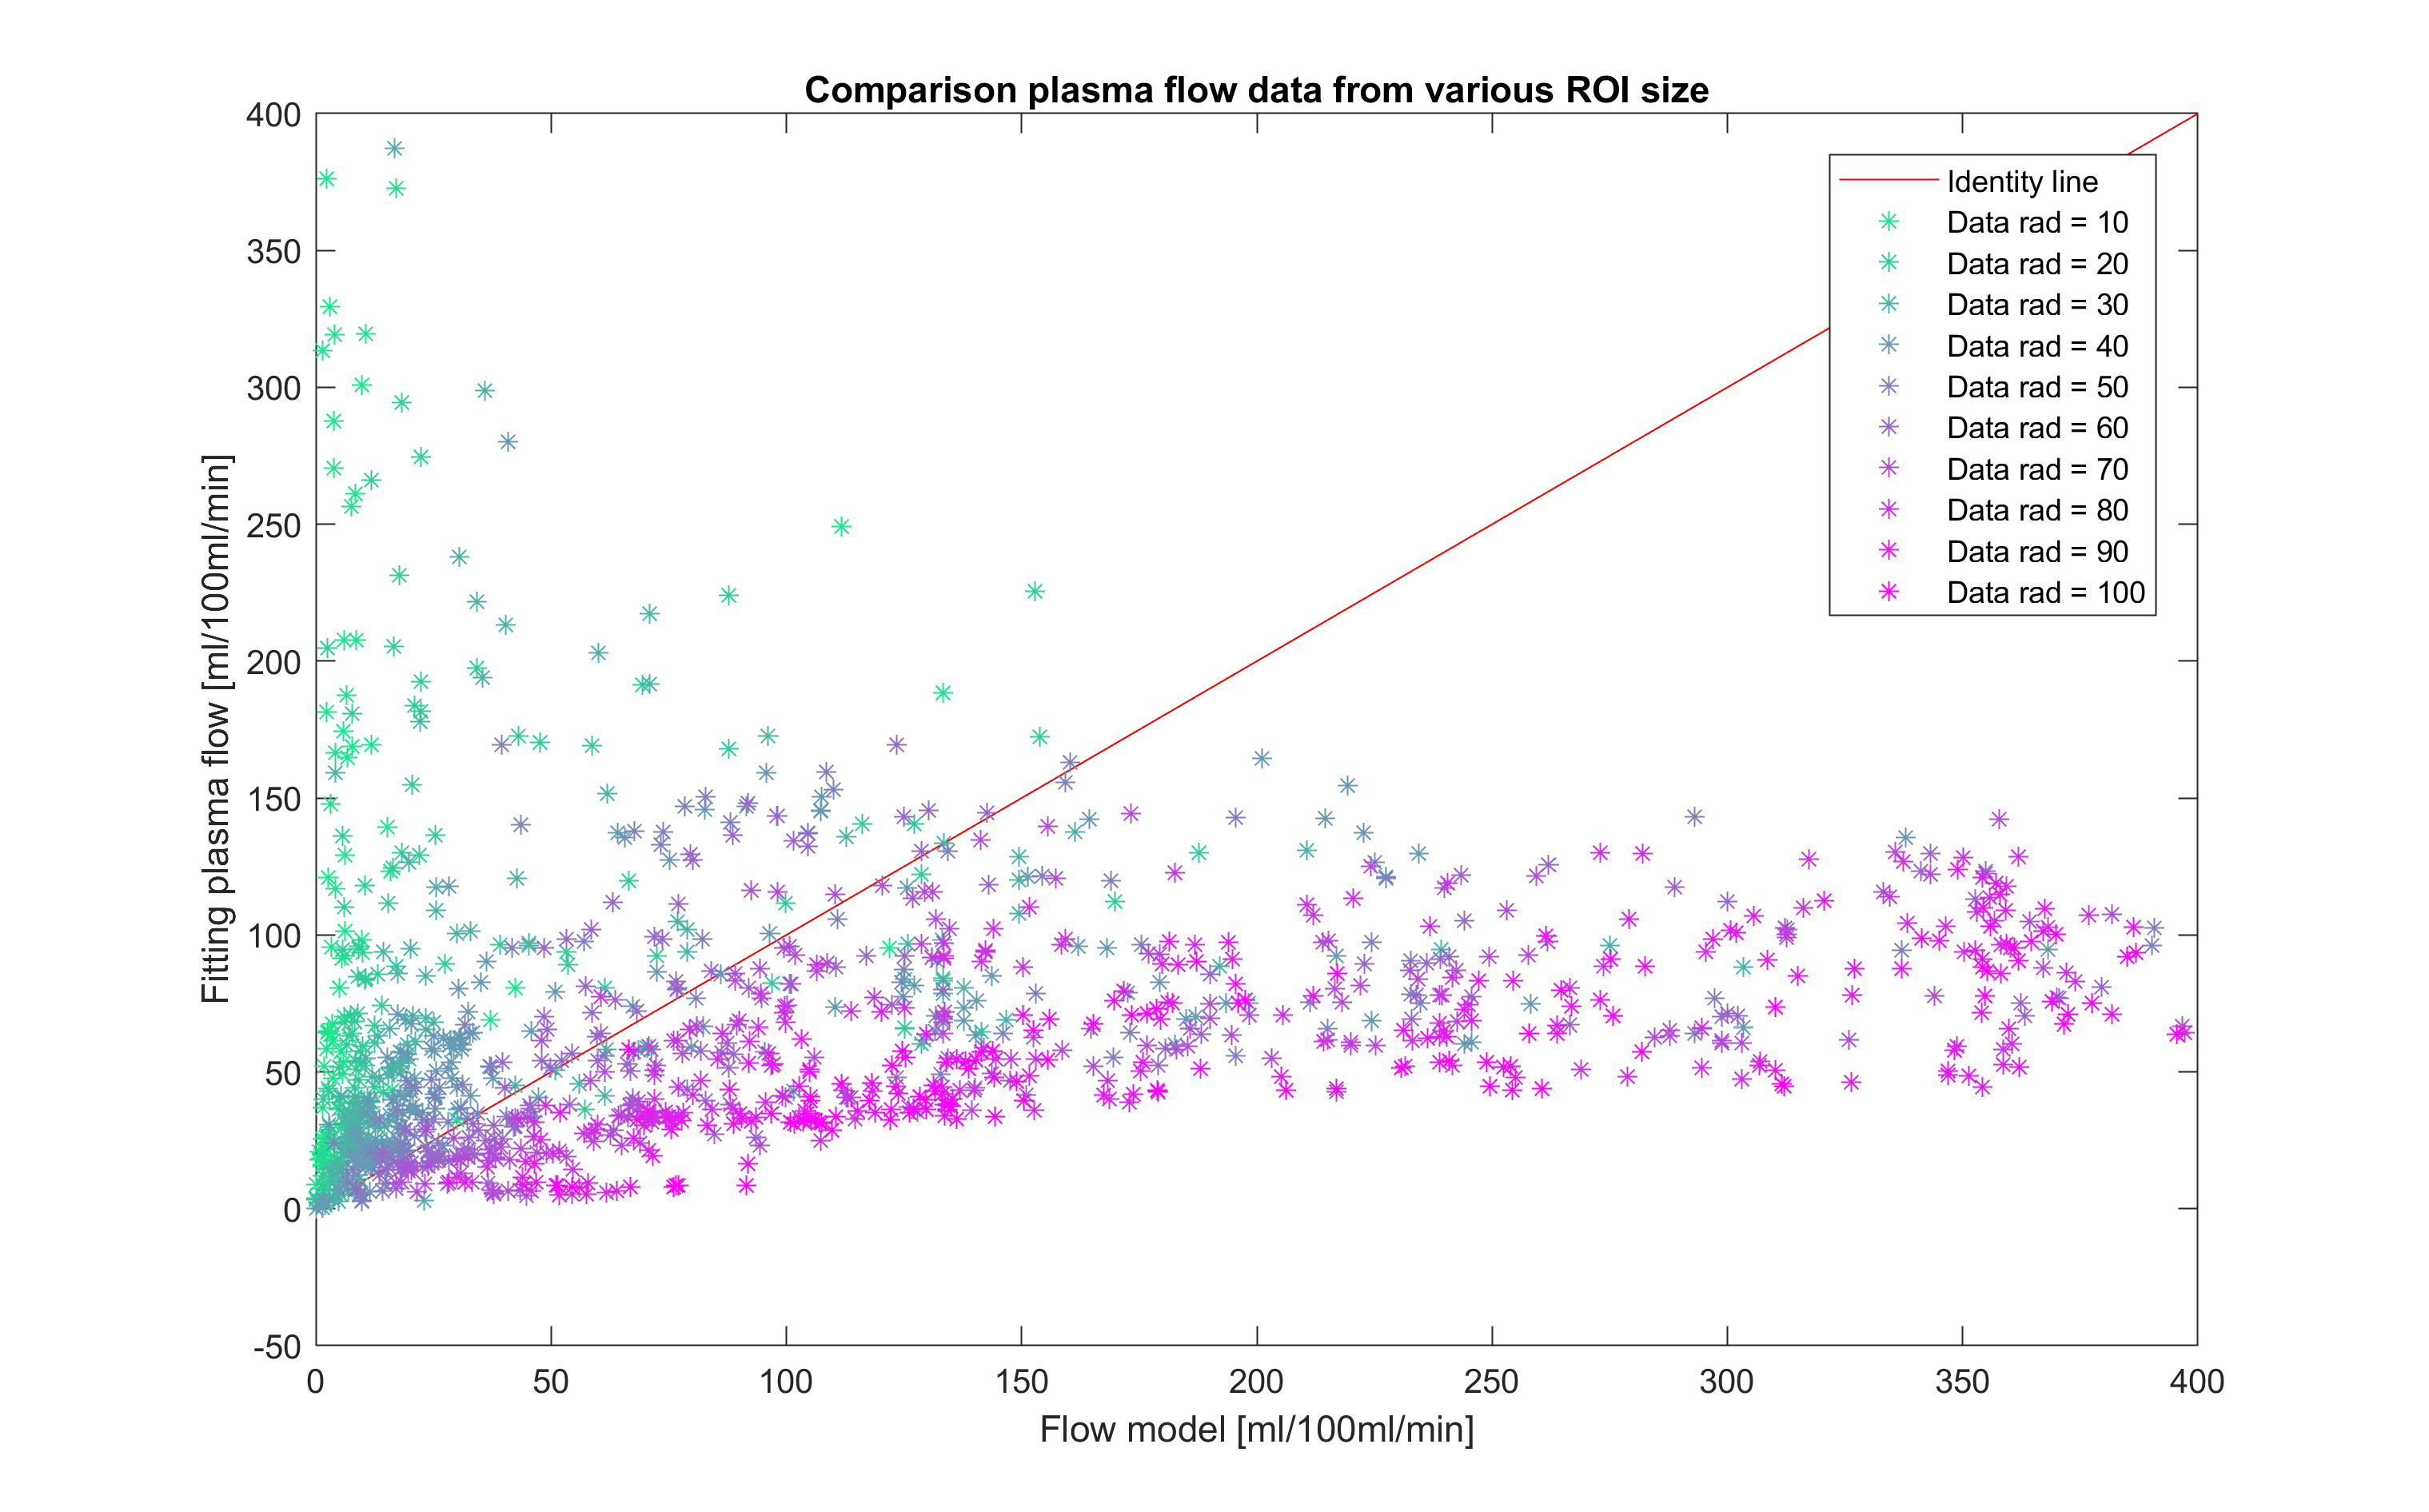 Comparison plasma flow data from various ROI size
400
350
300
250
200
150
100
50
0
-50
Fitting plasma flow [ml/100ml/min]
0 50 100 150 200 250 300 350 400
Flow model [ml/100ml/min]
Identity line
Data rad = 10
Data rad = 20
Data rad = 30
Data rad = 40
Data rad = 50
Data rad = 60
Data rad = 70
Data rad = 80
Data rad = 90
Data rad = 100